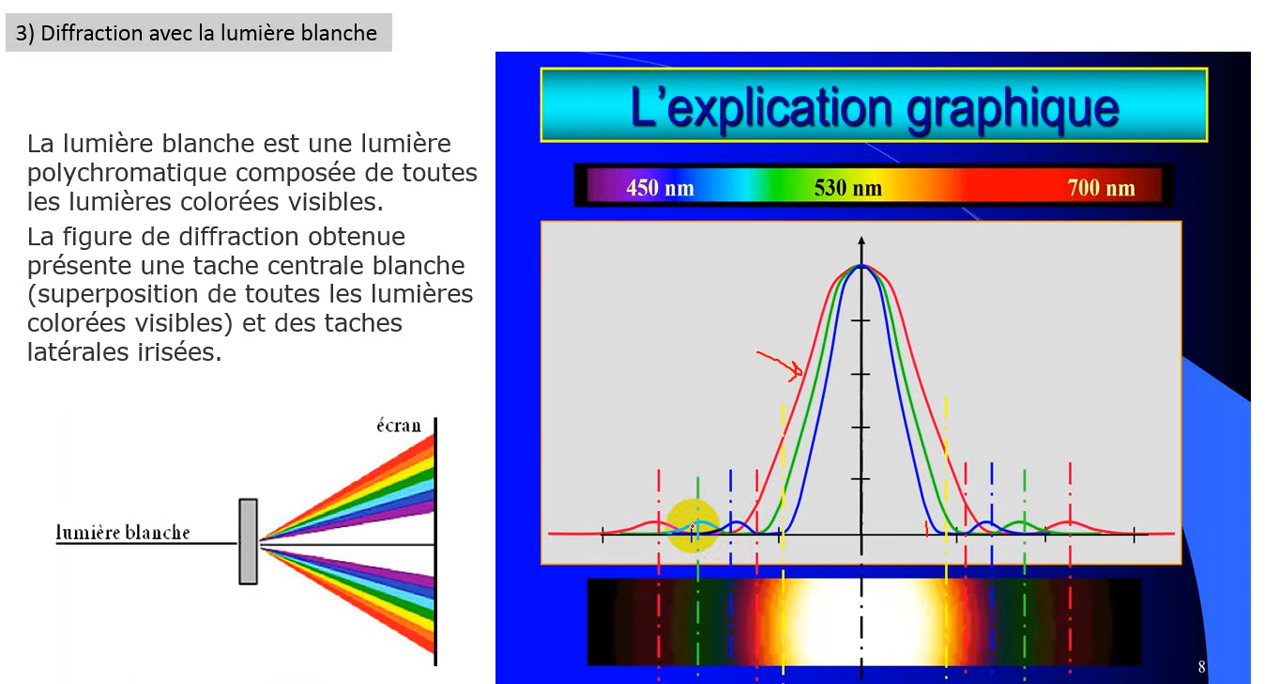 3) Diffraction avec la lumière blanche
La lumière blanche est une lumière
polychromatique composée de toutes
les lumières colorées visibles.
La figure de diffraction obtenue
présente une tache centrale blanche
(superposition de toutes les lumières
colorées visibles) et des taches
latérales irisées.
écran
lumière blanche
L'explication graphique
450 nm 530 nm 700 nm
8